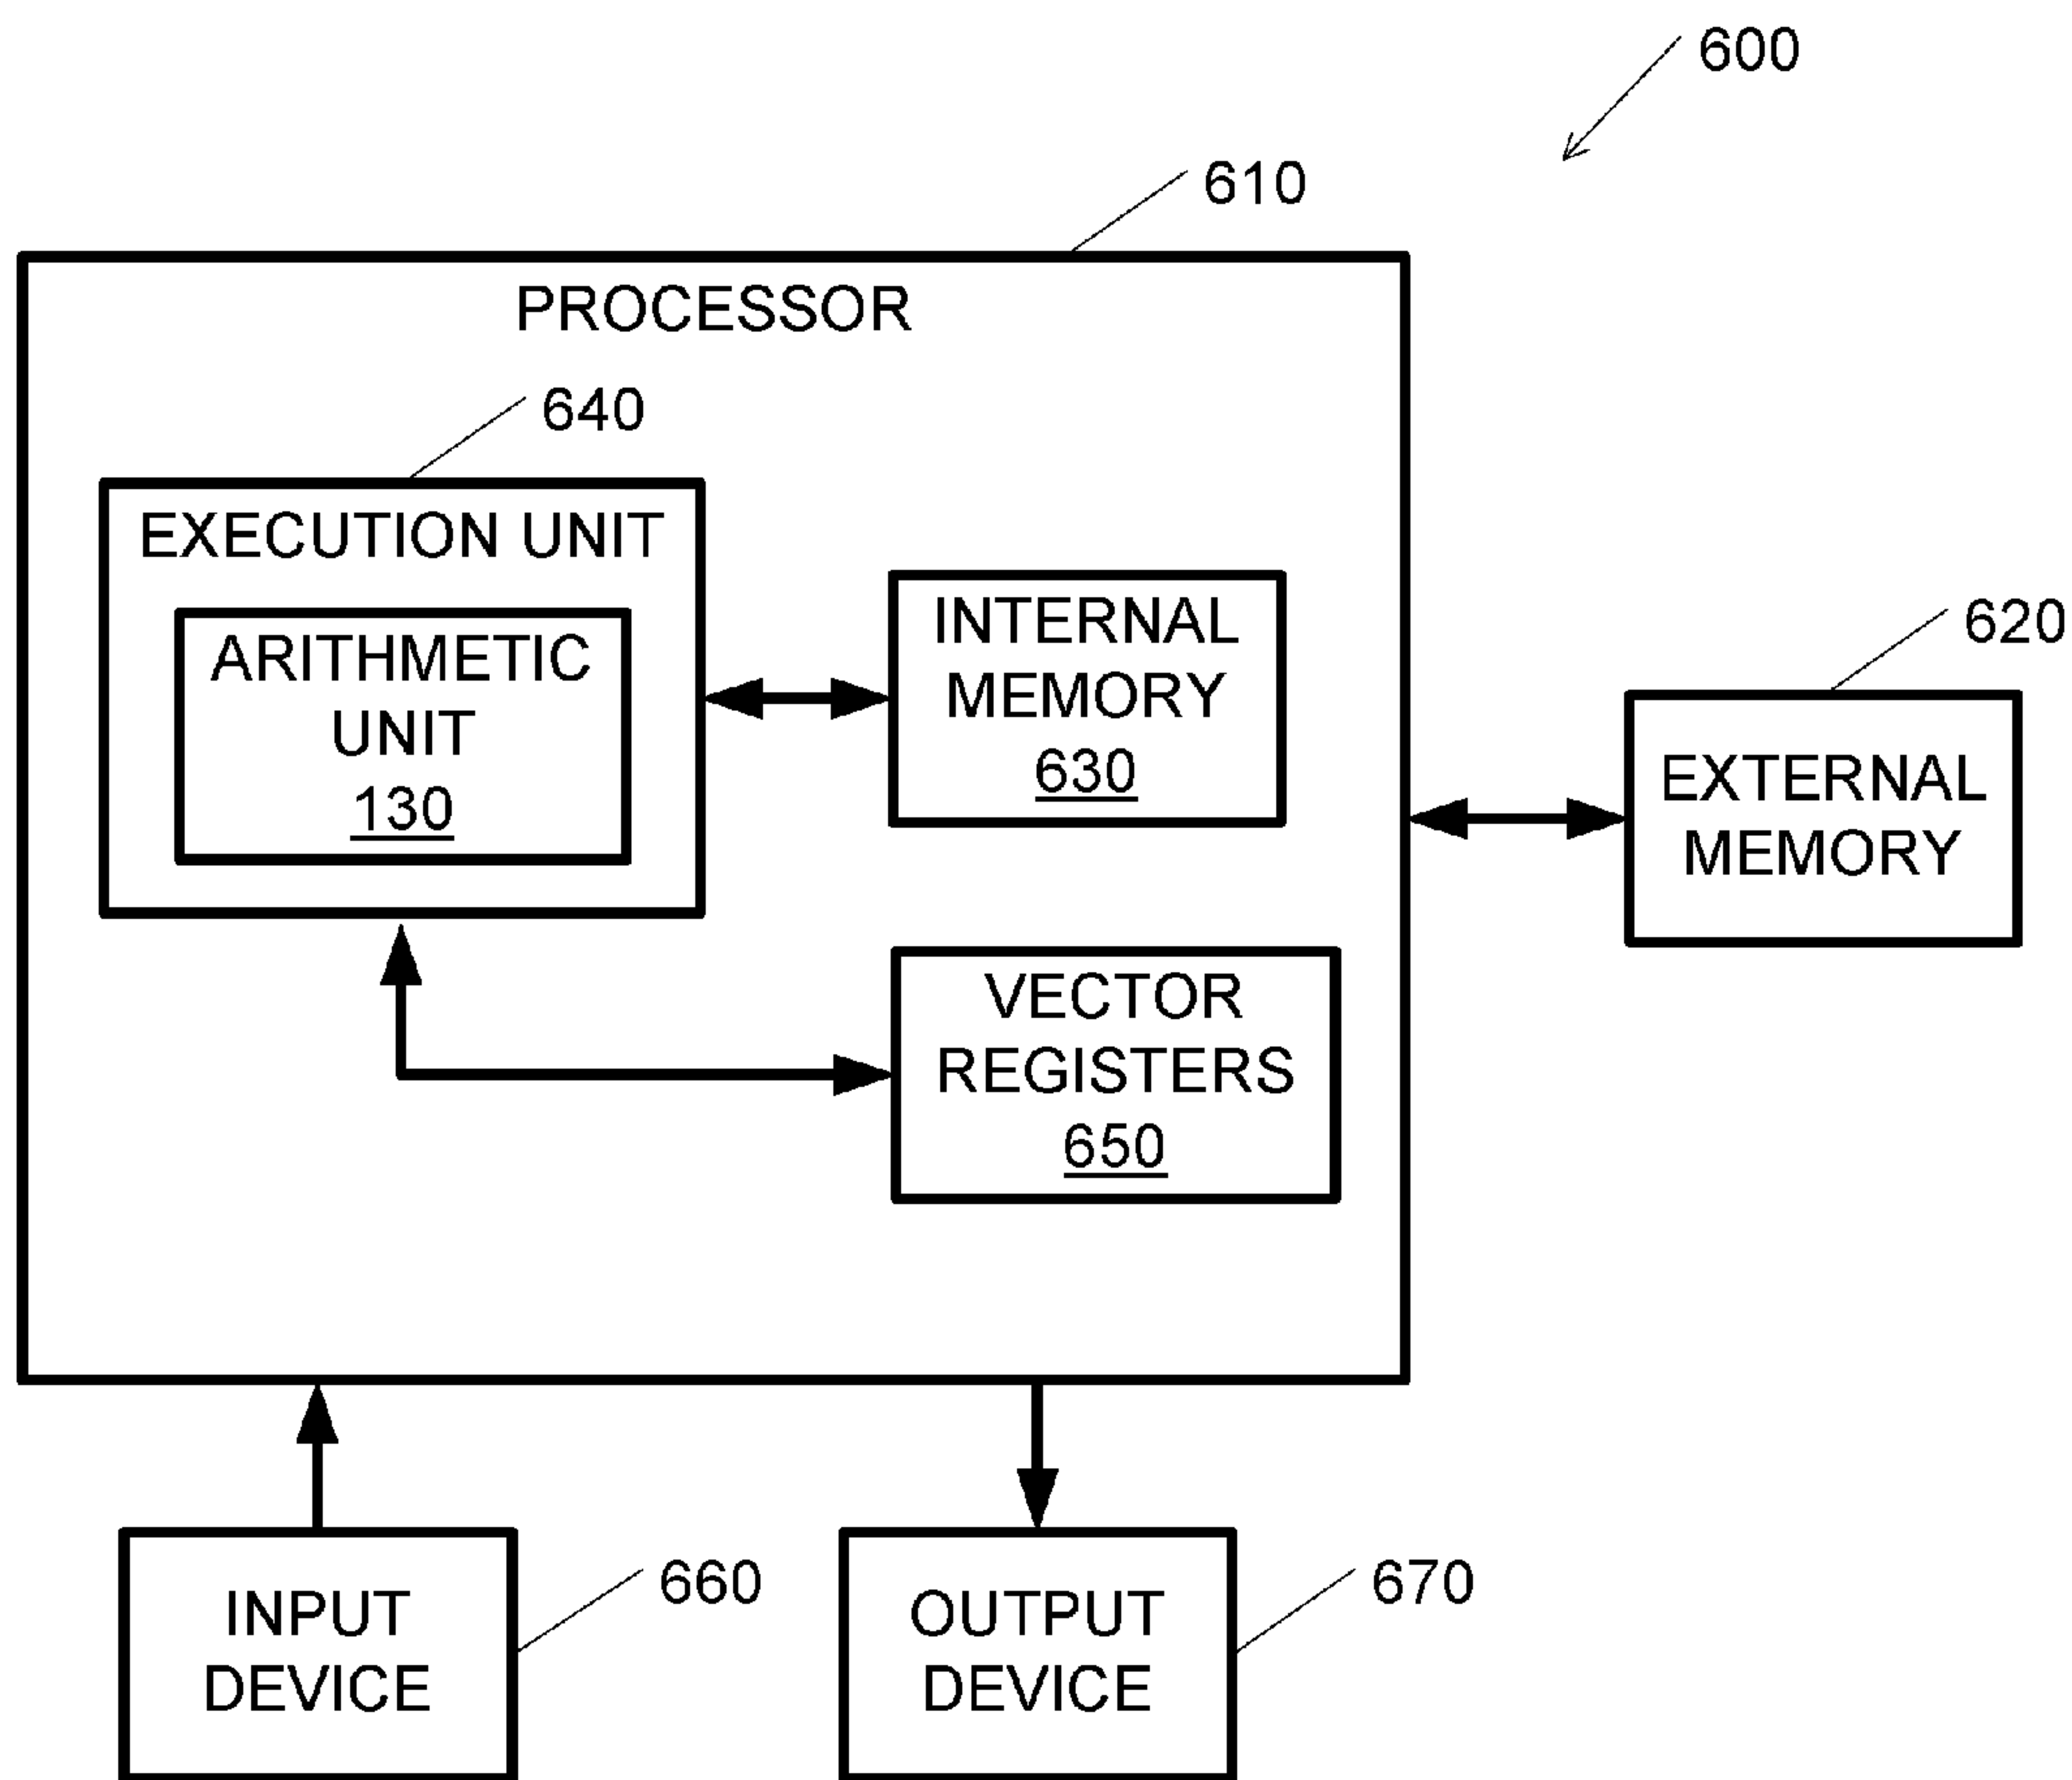 600
610
PROCESSOR
640
EXECUTION UNIT
ARITHMETIC
UNIT
130
INTERNAL
MEMORY
630
620
EXTERNAL
MEMORY
VECTOR
REGISTERS
650
INPUT
DEVICE
660
OUTPUT
DEVICE
670